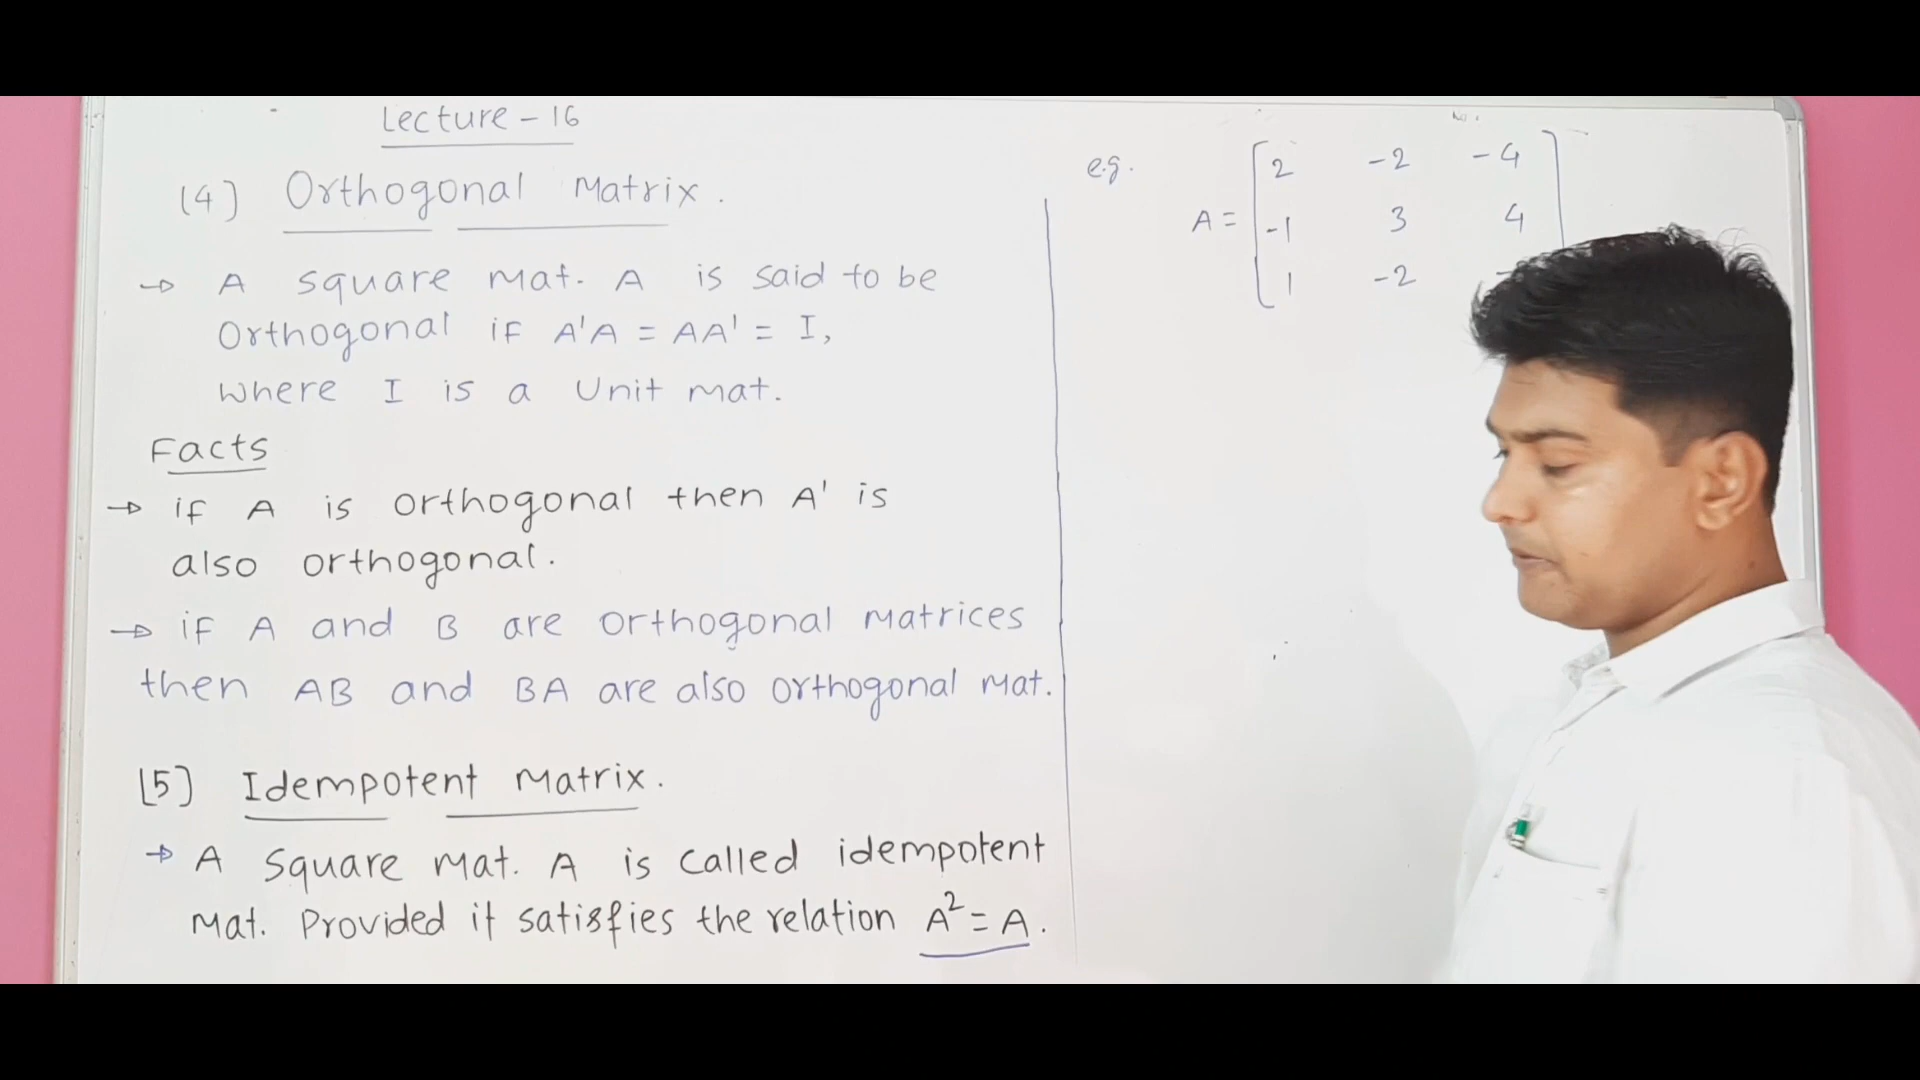 Lecture - 16
(4) Orthogonal Matrix.
→ A square mat. A is said to be
Orthogonal if A'A = AA' = I,
where I is a Unit mat.
Facts
→ if A is orthogonal then A' is
also orthogonal.
→ if A and B are orthogonal matrices
then AB and BA are also orthogonal mat.
[5] Idempotent Matrix.
→ A square mat. A is called idempotent
mat. Provided it satisfies the relation A² = A.
e.g.
2 -2 -4
A = -1 3 4
1 -2